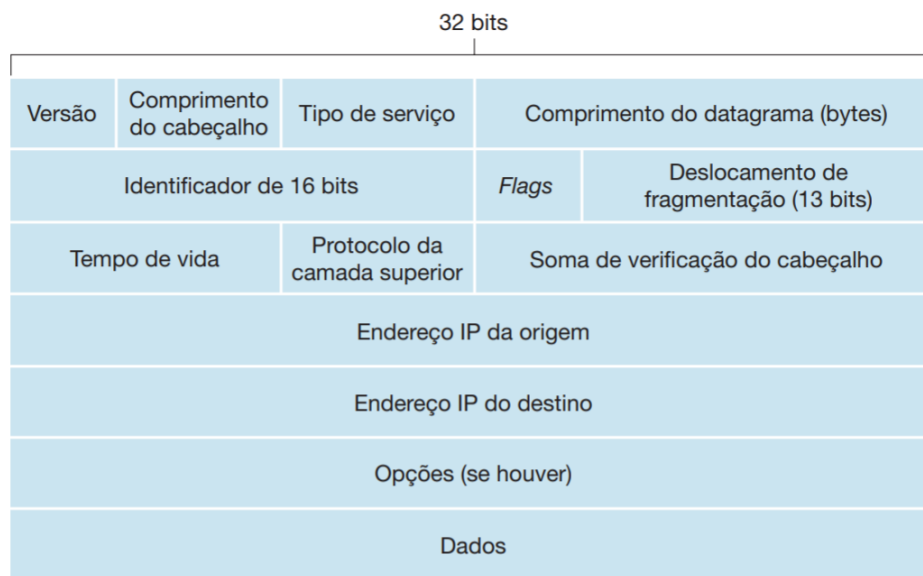 32 bits
Versão
Comprimento
do cabeçalho
Tipo de serviço
Comprimento do datagrama (bytes)
Identificador de 16 bits
Flags
Deslocamento de
fragmentação (13 bits)
Tempo de vida
Protocolo da
camada superior
Soma de verificação do cabeçalho
Endereço IP da origem
Endereço IP do destino
Opções (se houver)
Dados